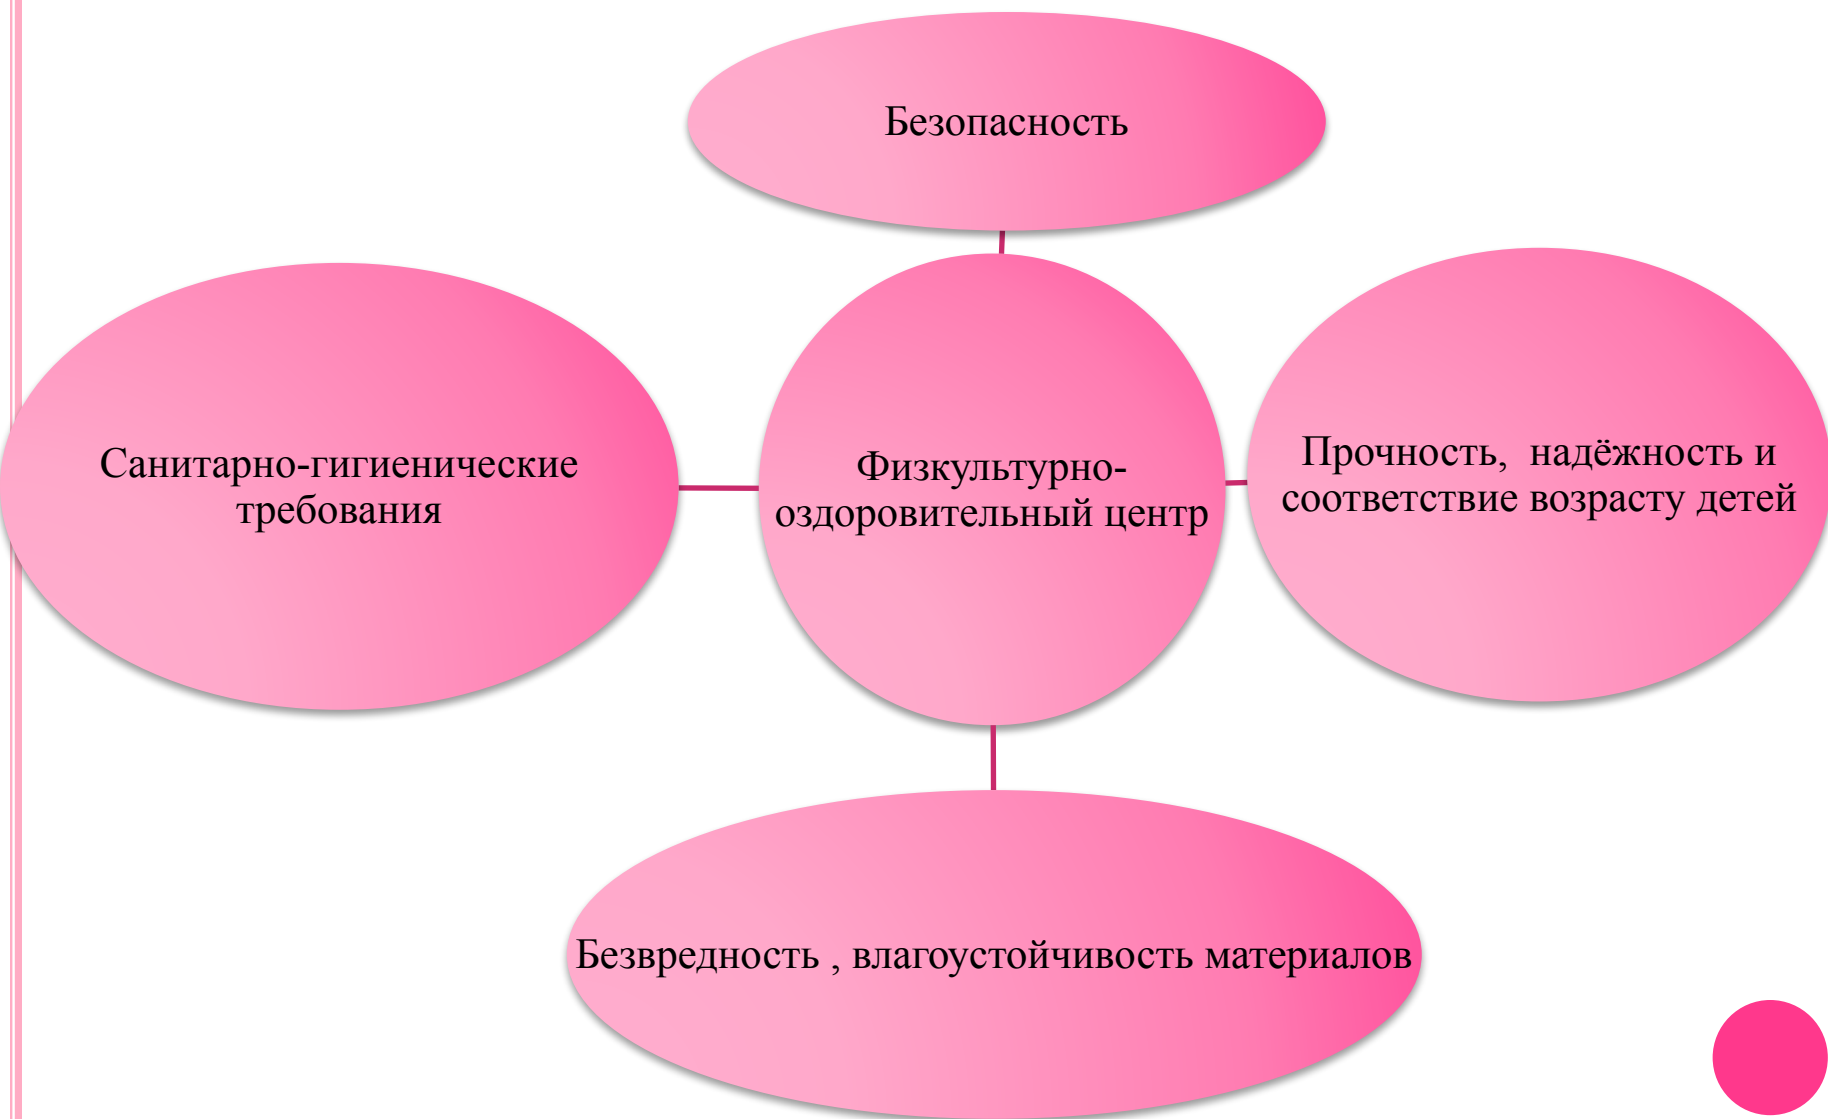 Безопасность
Санитарно-гигиенические
требования
Физкультурно-
оздоровительный центр
Прочность,  надёжность и
соответствие возрасту детей
Безвредность , влагоустойчивость материалов